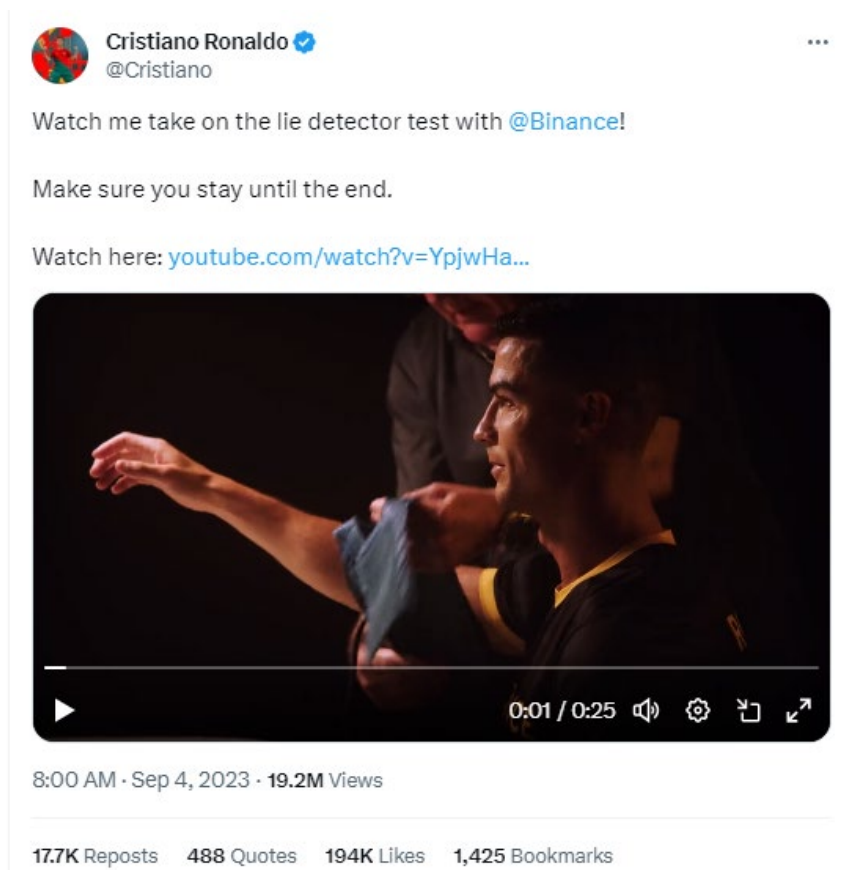 Cristiano Ronaldo
@Cristiano
Watch me take on the lie detector test with @Binance!
Make sure you stay until the end.
Watch here: youtube.com/watch?v=YpjwHa...
0:01 / 0:25
8:00 AM · Sep 4, 2023 · 19.2M Views
17.7K Reposts 488 Quotes 194K Likes 1,425 Bookmarks